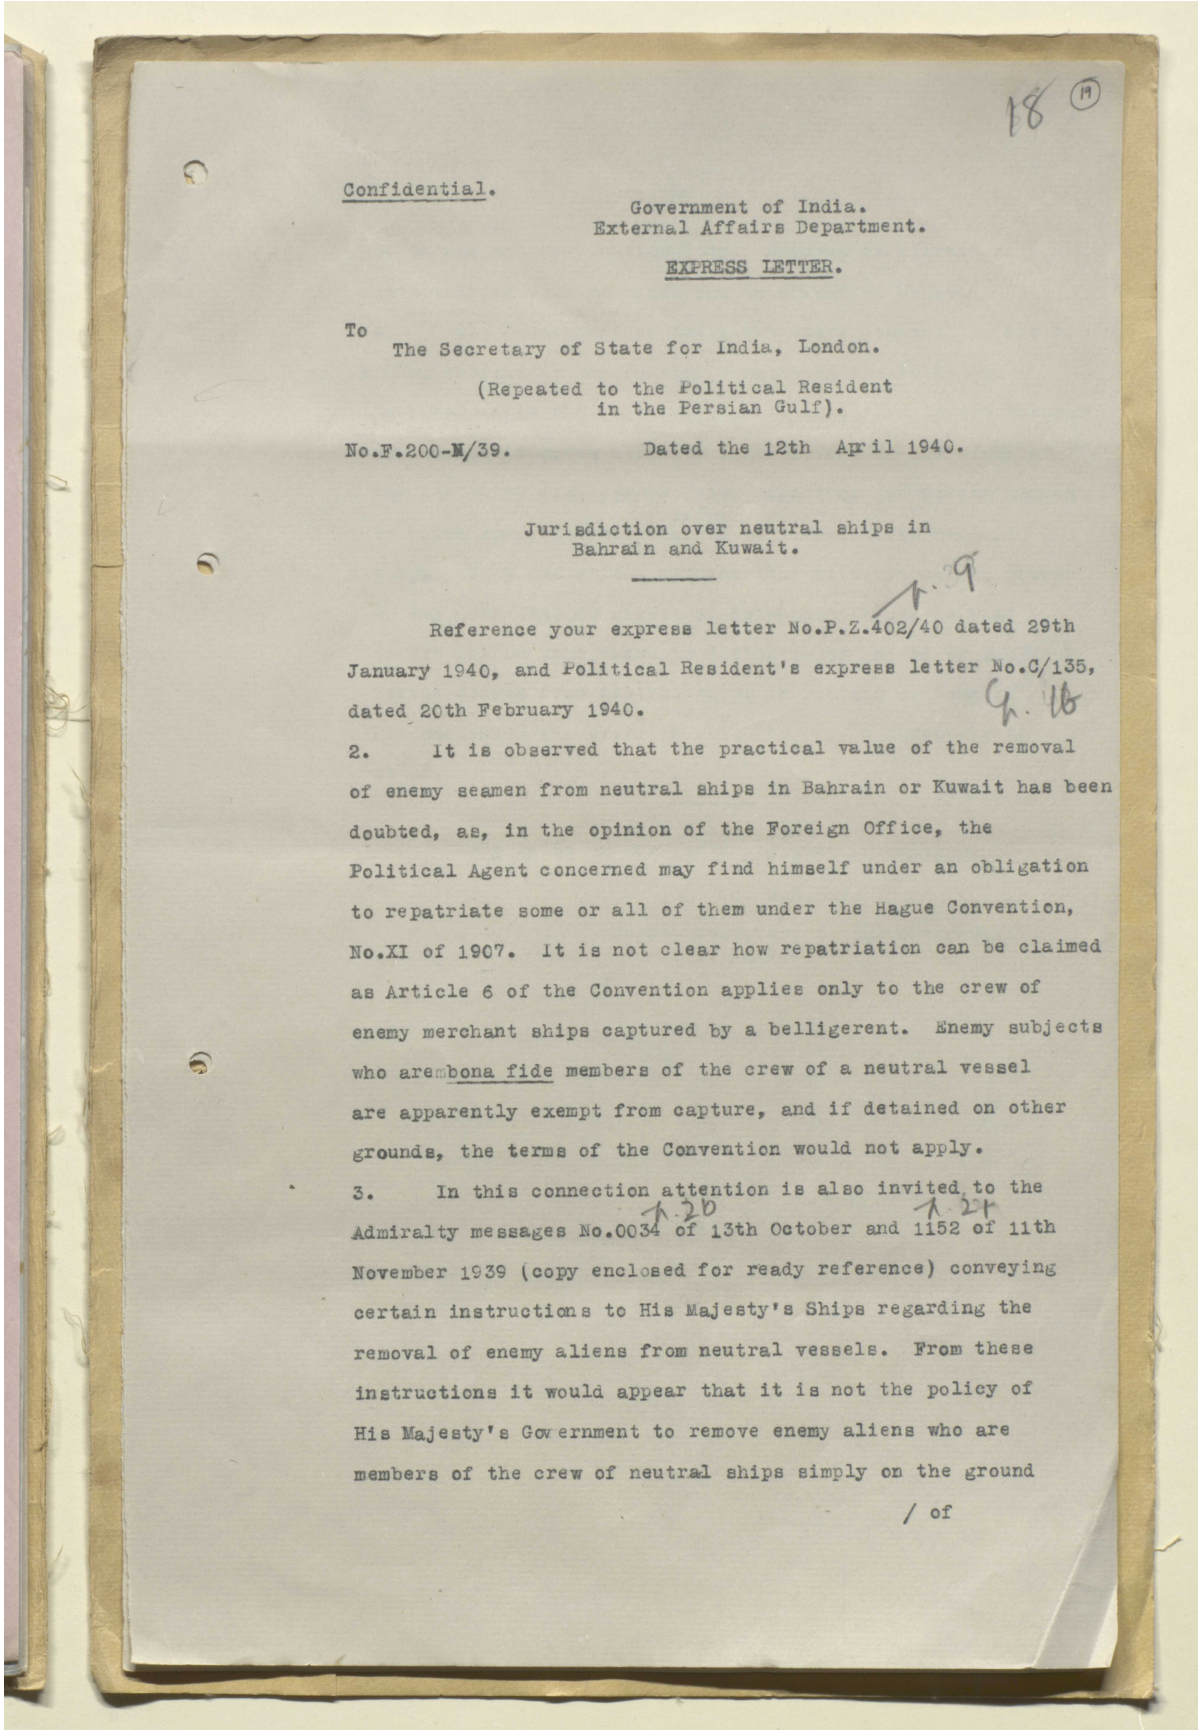 18 19
Confidential.
Government of India.
External Affairs Department.
EXPRESS LETTER.
To
The Secretary of State for India, London.
(Repeated to the Political Resident
in the Persian Gulf).
No.F.200-M/39. Dated the 12th April 1940.
Jurisdiction over neutral ships in
Bahrain and Kuwait.
p. 9
Reference your express letter No.P.Z.402/40 dated 29th
January 1940, and Political Resident's express letter No.C/135,
dated 20th February 1940.
2. It is observed that the practical value of the removal
of enemy seamen from neutral ships in Bahrain or Kuwait has been
doubted, as, in the opinion of the Foreign Office, the
Political Agent concerned may find himself under an obligation
to repatriate some or all of them under the Hague Convention,
No.XI of 1907. It is not clear how repatriation can be claimed
as Article 6 of the Convention applies only to the crew of
enemy merchant ships captured by a belligerent. Enemy subjects
who are bona fide members of the crew of a neutral vessel
are apparently exempt from capture, and if detained on other
grounds, the terms of the Convention would not apply.
3. In this connection attention is also invited to the
p. 20 p. 21
Admiralty messages No.0034 of 13th October and 1152 of 11th
November 1939 (copy enclosed for ready reference) conveying
certain instructions to His Majesty's Ships regarding the
removal of enemy aliens from neutral vessels. From these
instructions it would appear that it is not the policy of
His Majesty's Government to remove enemy aliens who are
members of the crew of neutral ships simply on the ground
/ of